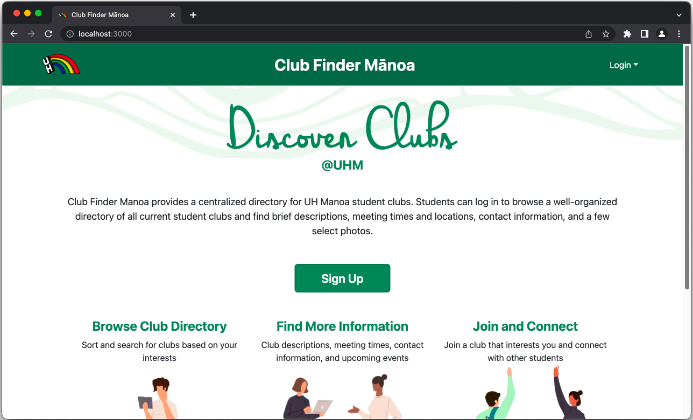 Club Finder Mānoa
localhost:3000
UH
Club Finder Mānoa
Login
Discover Clubs
@UHM
Club Finder Manoa provides a centralized directory for UH Manoa student clubs. Students can log in to browse a well-organized
directory of all current student clubs and find brief descriptions, meeting times and locations, contact information, and a few
select photos.
Sign Up
Browse Club Directory
Sort and search for clubs based on your
interests
Find More Information
Club descriptions, meeting times, contact
information, and upcoming events
Join and Connect
Join a club that interests you and connect
with other students